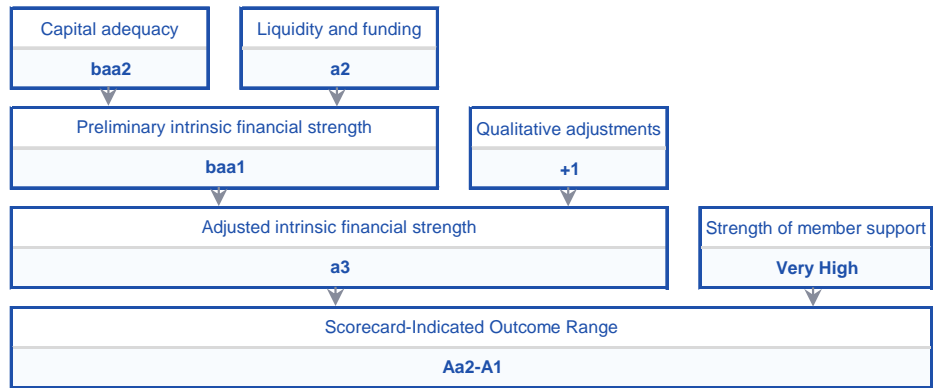 Capital adequacy
baa2
Liquidity and funding
a2
Preliminary intrinsic financial strength
baa1
Qualitative adjustments
+1
Adjusted intrinsic financial strength
a3
Strength of member support
Very High
Scorecard-Indicated Outcome Range
Aa2-A1